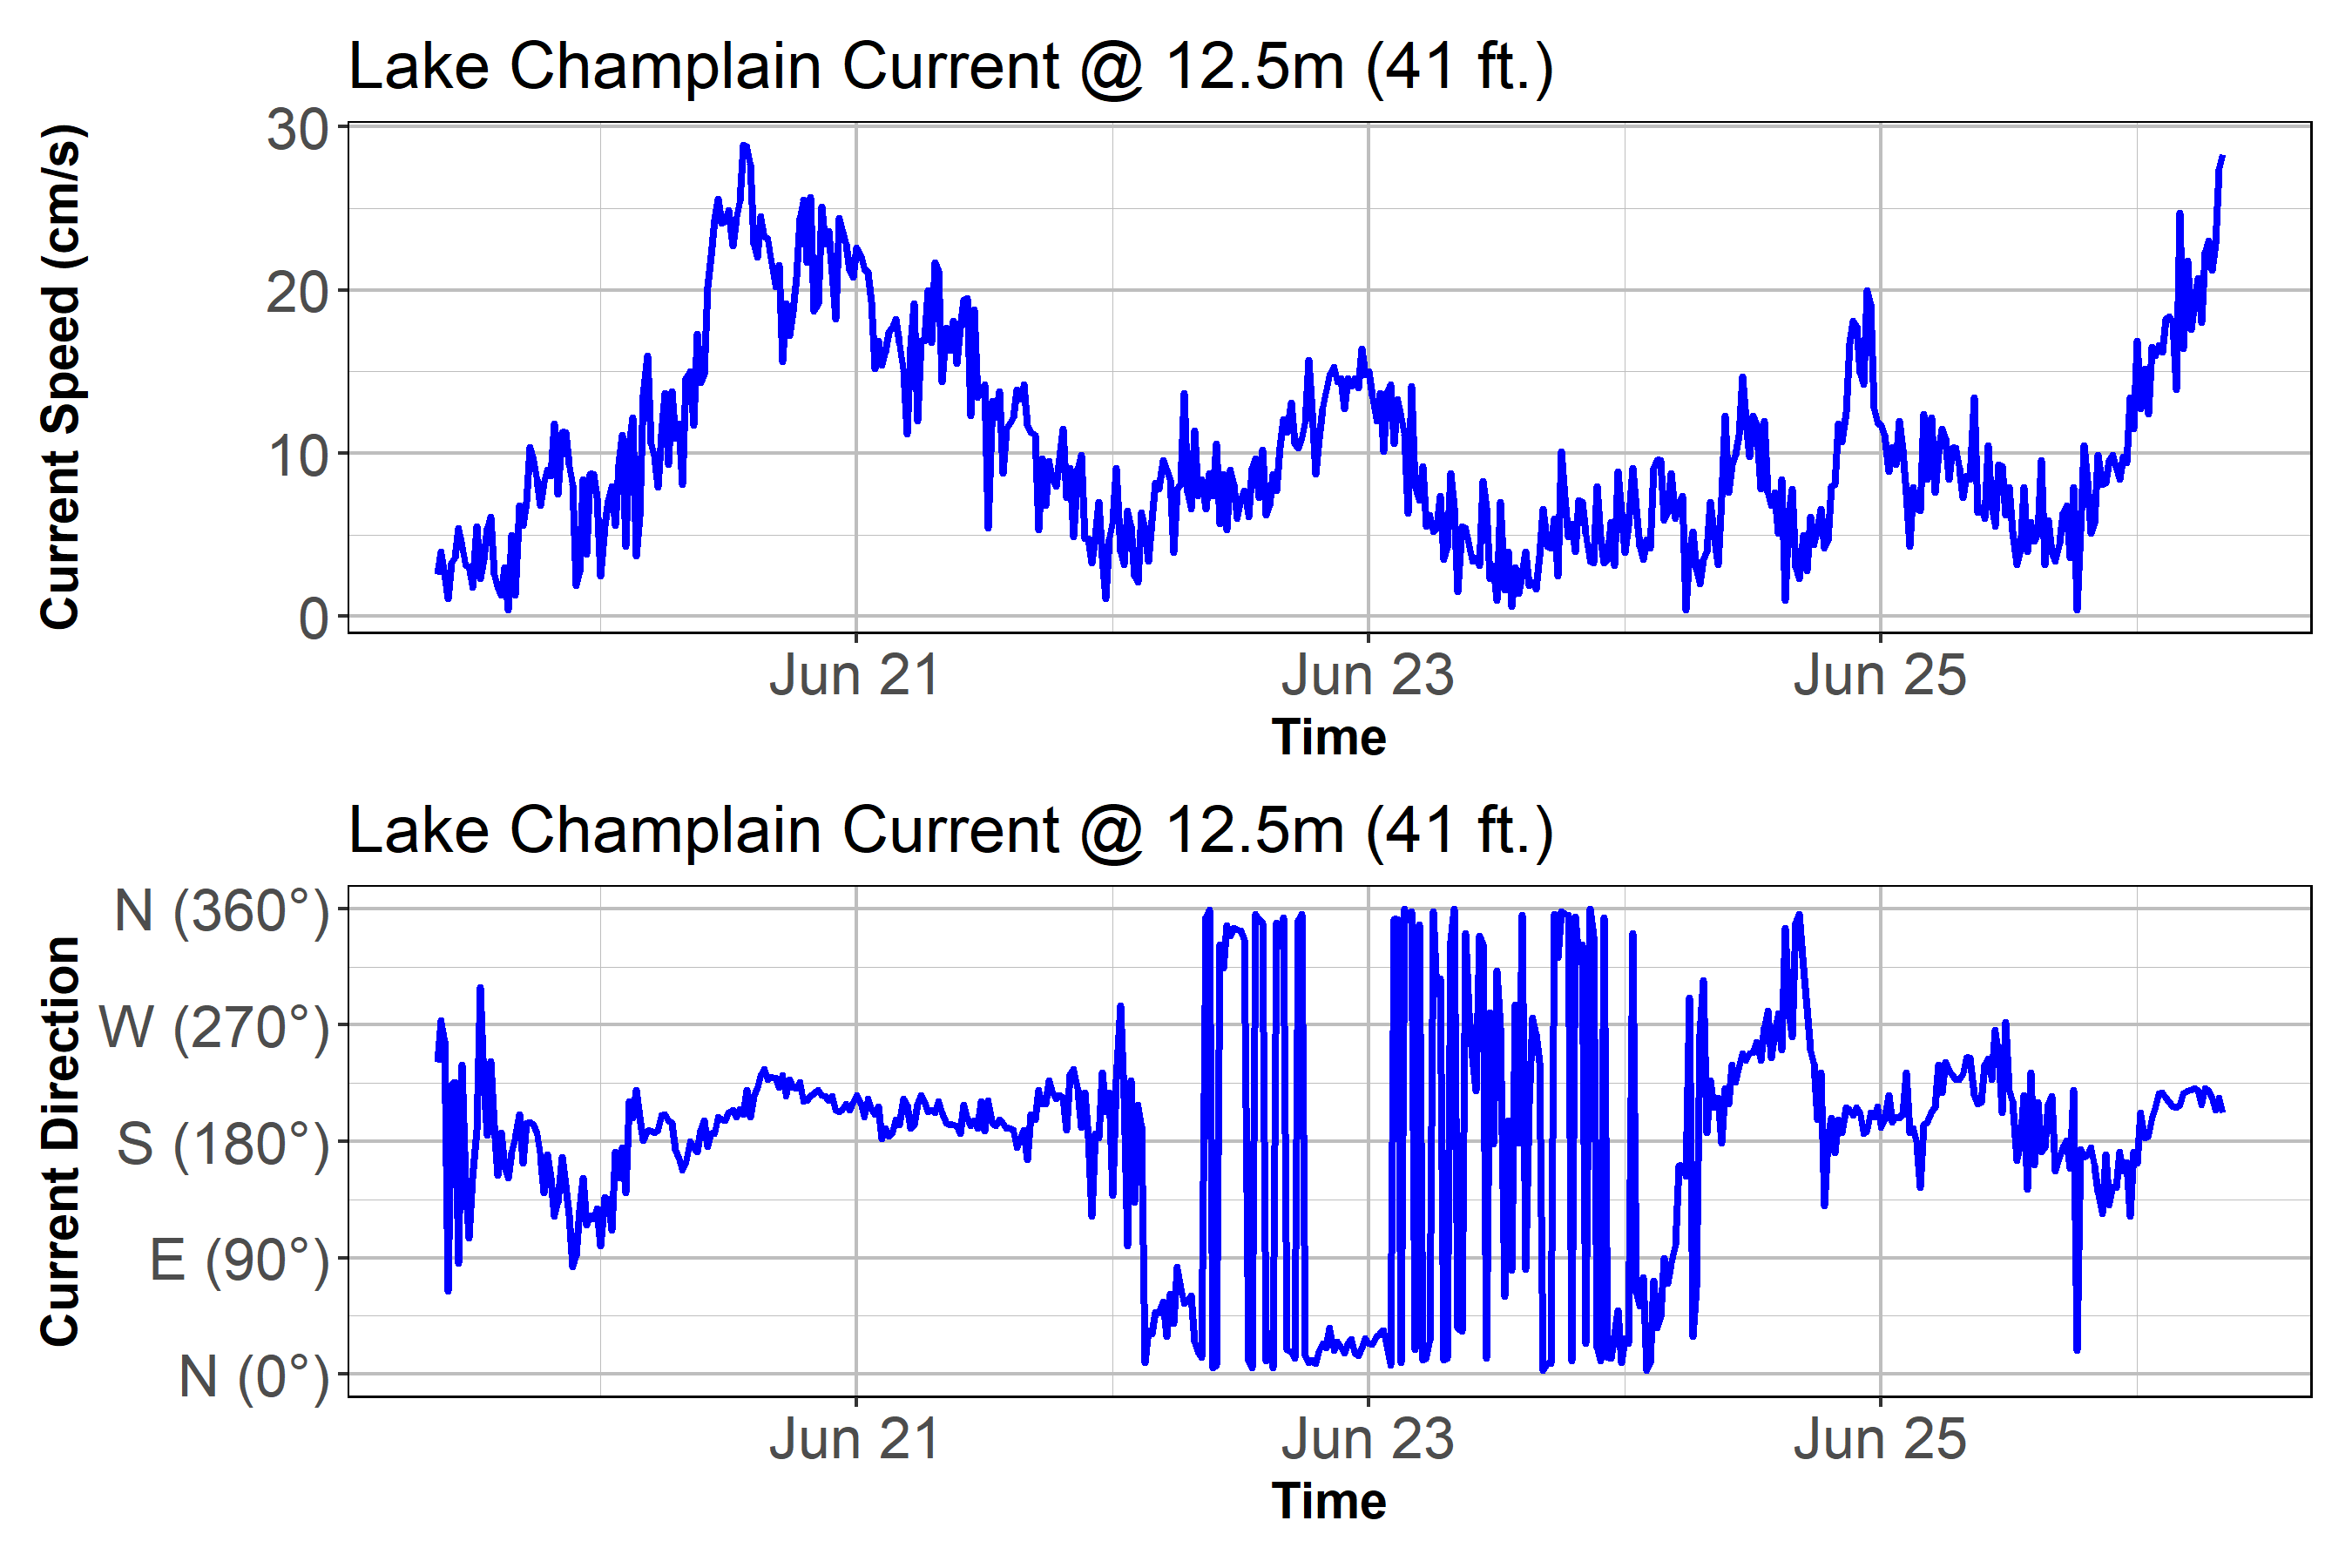 Lake Champlain Current @ 12.5m (41 ft.)
Current Speed (cm/s)
30
20
10
0
Jun 21 Jun 23 Jun 25
Time
Lake Champlain Current @ 12.5m (41 ft.)
Current Direction
N (360°)
W (270°)
S (180°)
E (90°)
N (0°)
Jun 21 Jun 23 Jun 25
Time